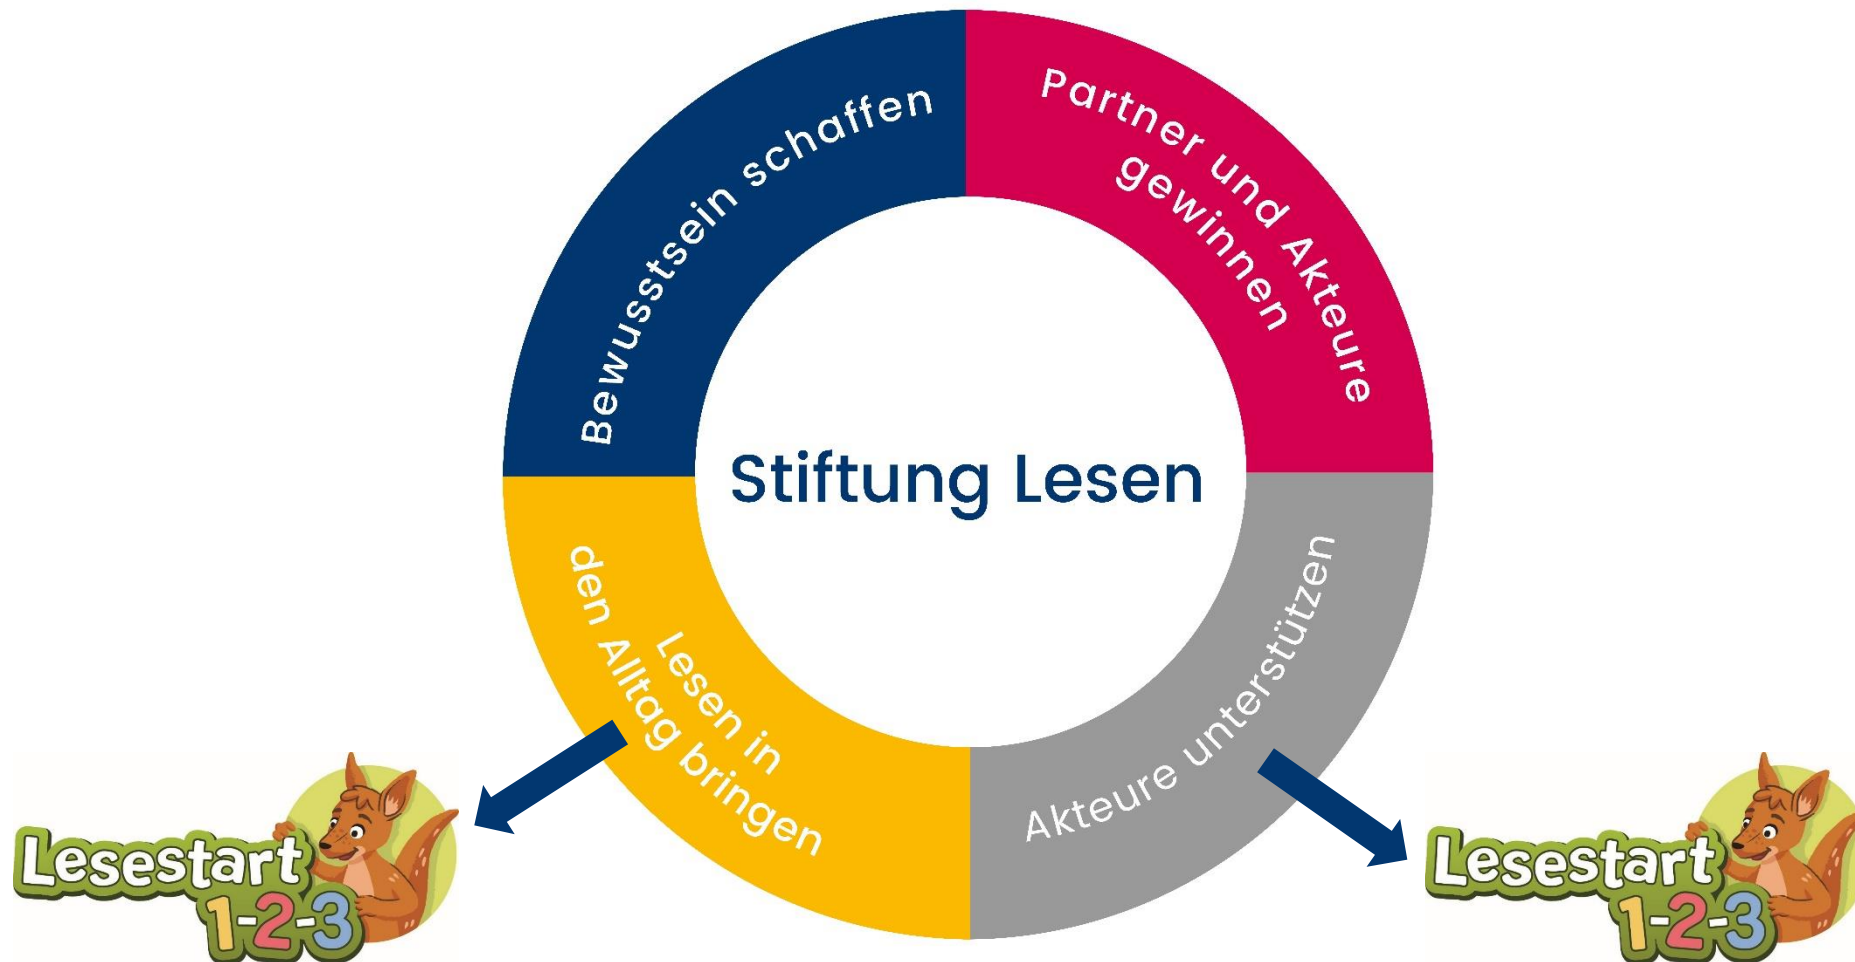 Bewusstsein schaffen
Partner und Akteure
gewinnen
Stiftung Lesen
Lesen in
den Alltag bringen
Akteure unterstützen
Lesestart
1-2-3
Lesestart
1-2-3